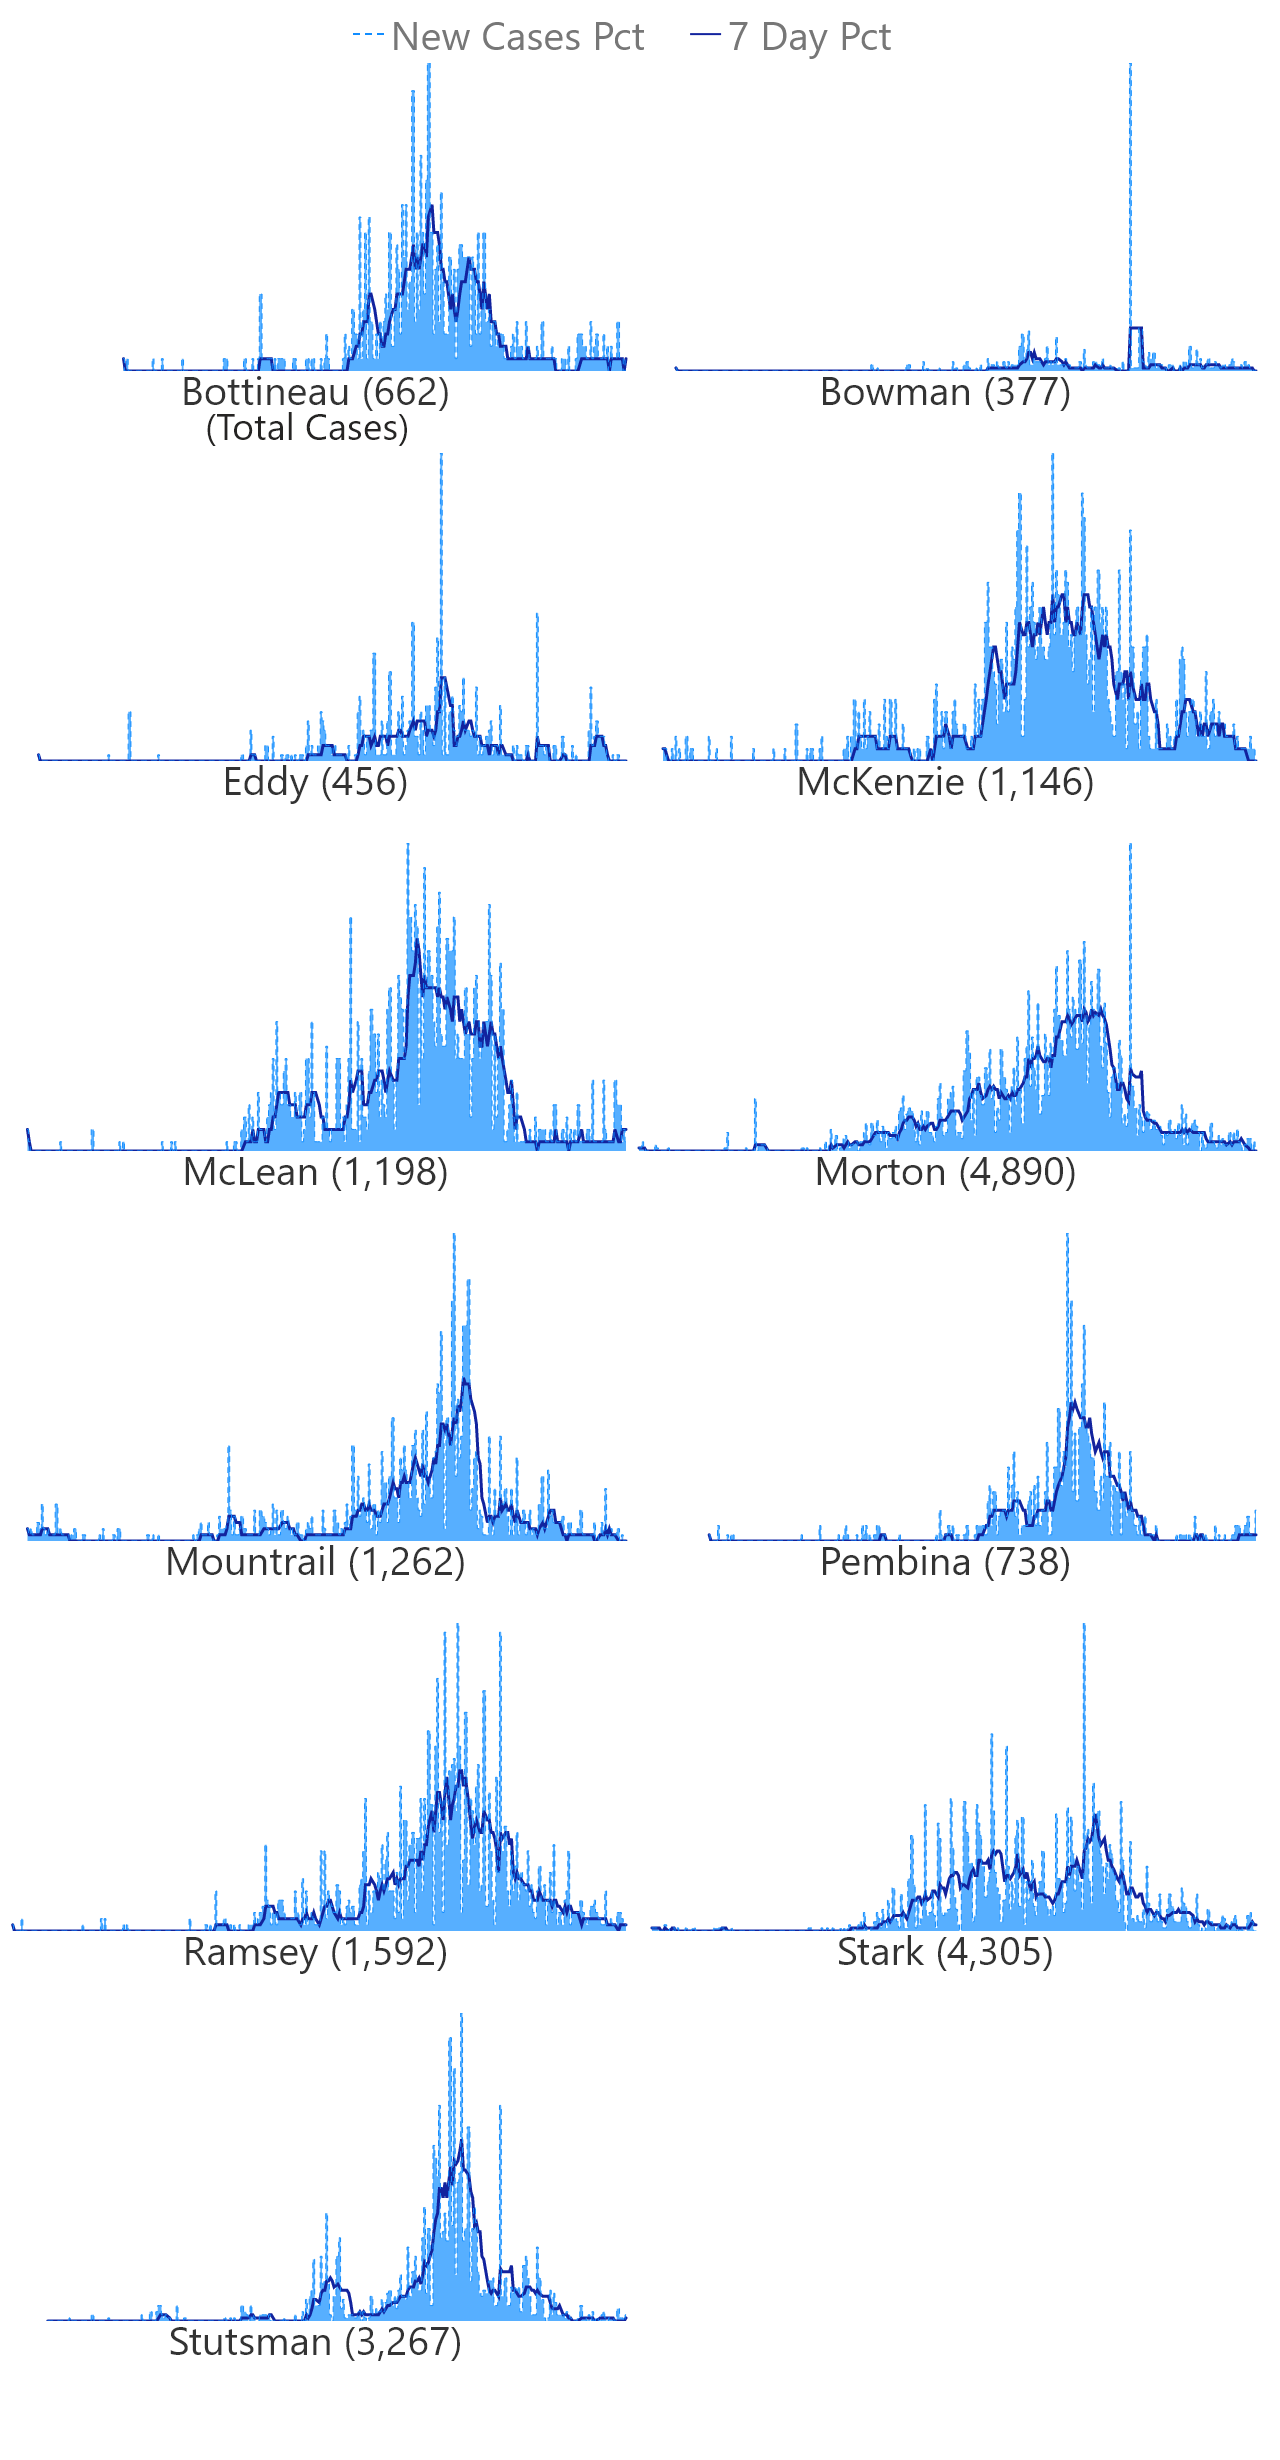 New Cases Pct 7 Day Pct
Bottineau (662) Bowman (377)
(Total Cases)
Eddy (456) McKenzie (1,146)
McLean (1,198) Morton (4,890)
Mountrail (1,262) Pembina (738)
Ramsey (1,592) Stark (4,305)
Stutsman (3,267)